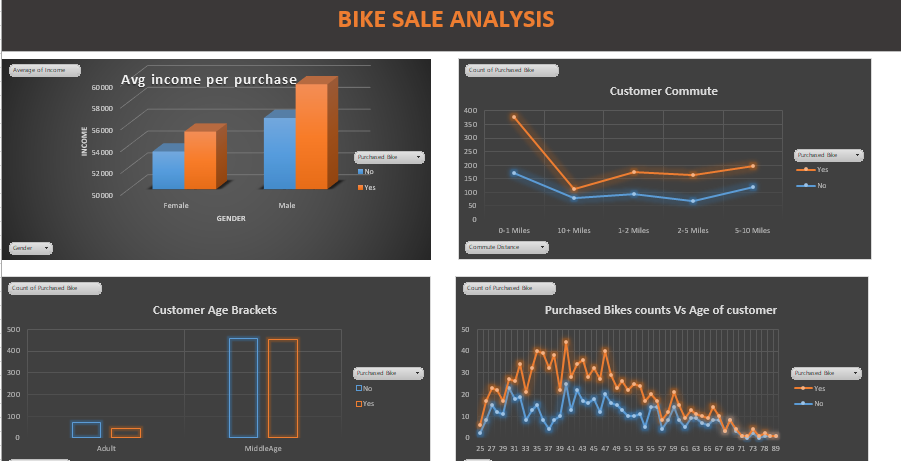 BIKE SALE ANALYSIS
Average of Income
Avg income per purchase
60000
58000
56000
54000
52000
50000
INCOME
Female Male
GENDER
Purchased Bike
No
Yes
Gender
Count of Purchased Bike
Customer Commute
400
350
300
250
200
150
100
50
0
0-1 Miles 10+ Miles 1-2 Miles 2-5 Miles 5-10 Miles
Purchased Bike
Yes
No
Commute Distance
Count of Purchased Bike
Customer Age Brackets
500
400
300
200
100
0
Adult MiddleAge
Purchased Bike
No
Yes
Count of Purchased Bike
Purchased Bikes counts Vs Age of customer
50
40
30
20
10
0
25 27 29 31 33 35 37 39 41 43 45 47 49 51 53 55 57 59 61 63 65 67 69 71 73 78 89
Purchased Bike
Yes
No